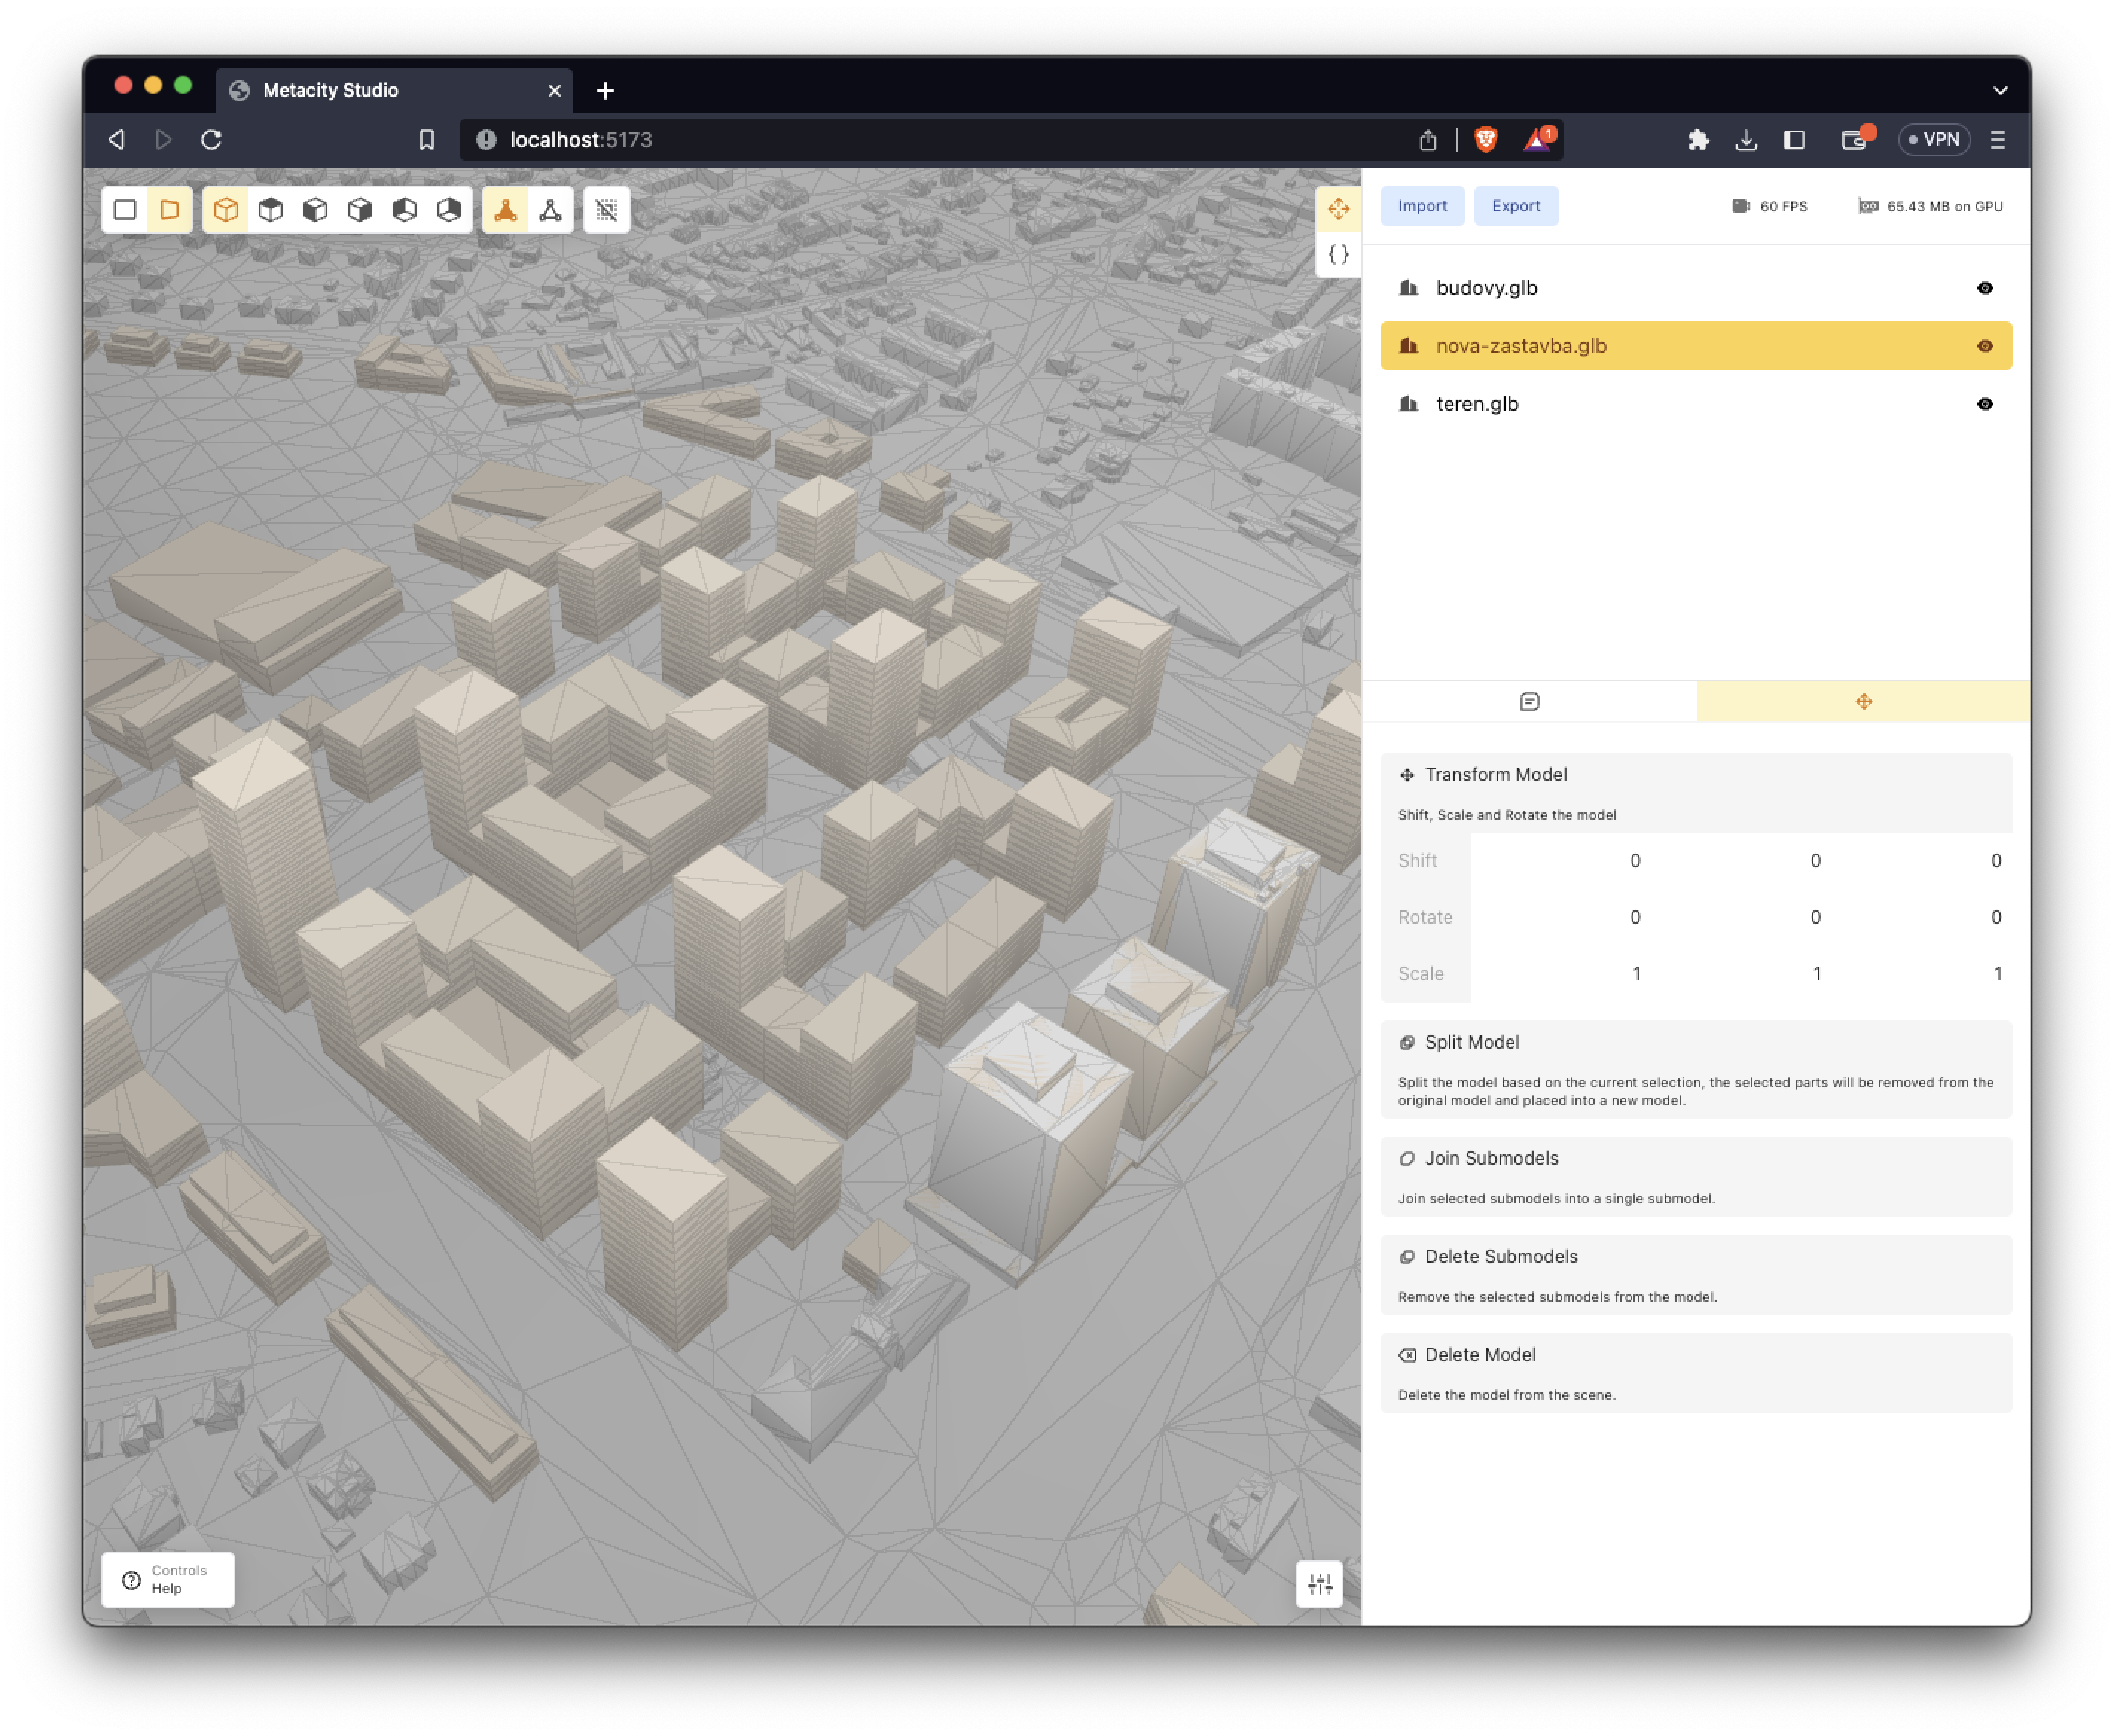 Metacity Studio
localhost:5173
1
VPN
Import
Export
60 FPS
65.43 MB on GPU
{}
budovy.glb
nova-zastavba.glb
teren.glb
Transform Model
Shift, Scale and Rotate the model
Shift 0 0 0
Rotate 0 0 0
Scale 1 1 1
Split Model
Split the model based on the current selection, the selected parts will be removed from the
original model and placed into a new model.
Join Submodels
Join selected submodels into a single submodel.
Delete Submodels
Remove the selected submodels from the model.
Delete Model
Delete the model from the scene.
Controls
Help